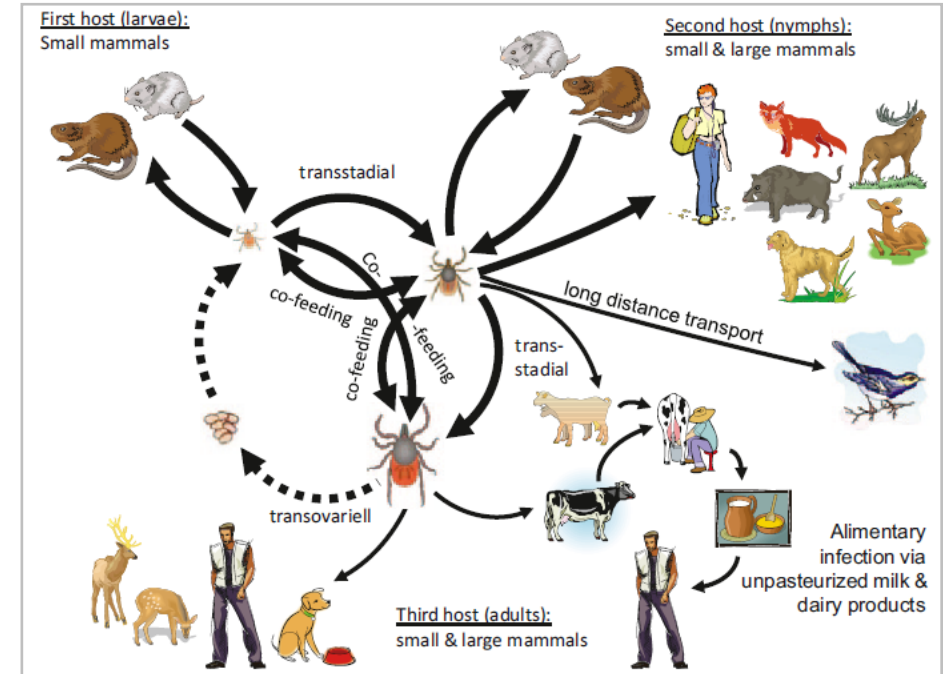 First host (larvae):
Small mammals
Second host (nymphs):
small & large mammals
transstadial
Co-
-feeding
co-feeding
co-feeding
long distance transport
trans-
stadial
transovariell
Alimentary
infection via
unpasteurized milk &
dairy products
Third host (adults):
small & large mammals